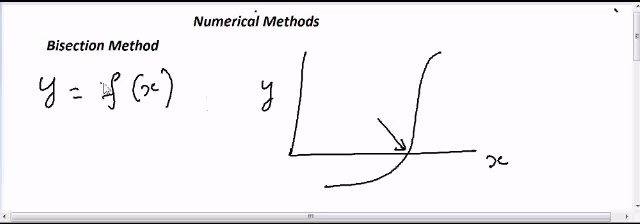 Numerical Methods
Bisection Method
y = f(x)
y
x